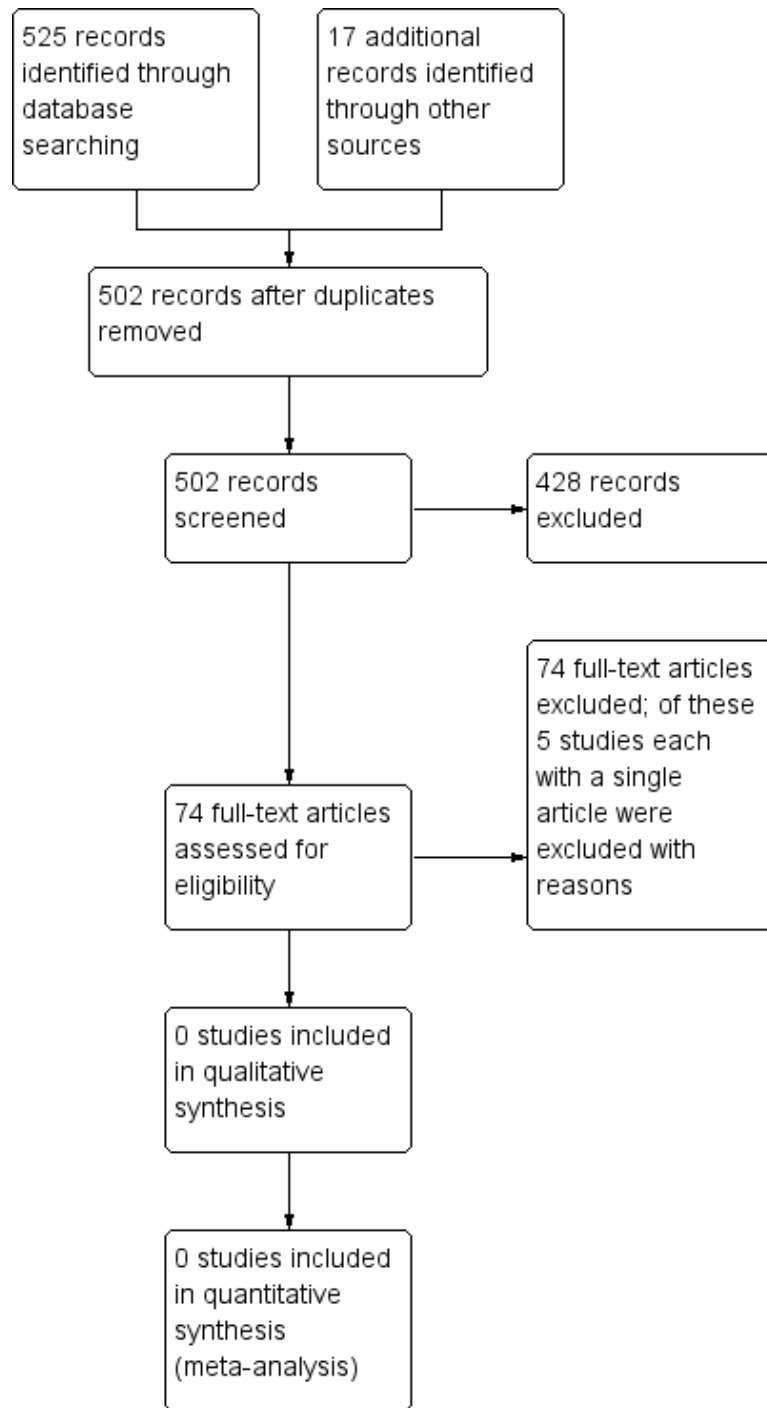 525 records
identified through
database
searching
17 additional
records identified
through other
sources
502 records after duplicates
removed
502 records
screened
428 records
excluded
74 full-text articles
assessed for
eligibility
74 full-text articles
excluded; of these
5 studies each
with a single
article were
excluded with
reasons
0 studies included
in qualitative
synthesis
0 studies included
in quantitative
synthesis
(meta-analysis)